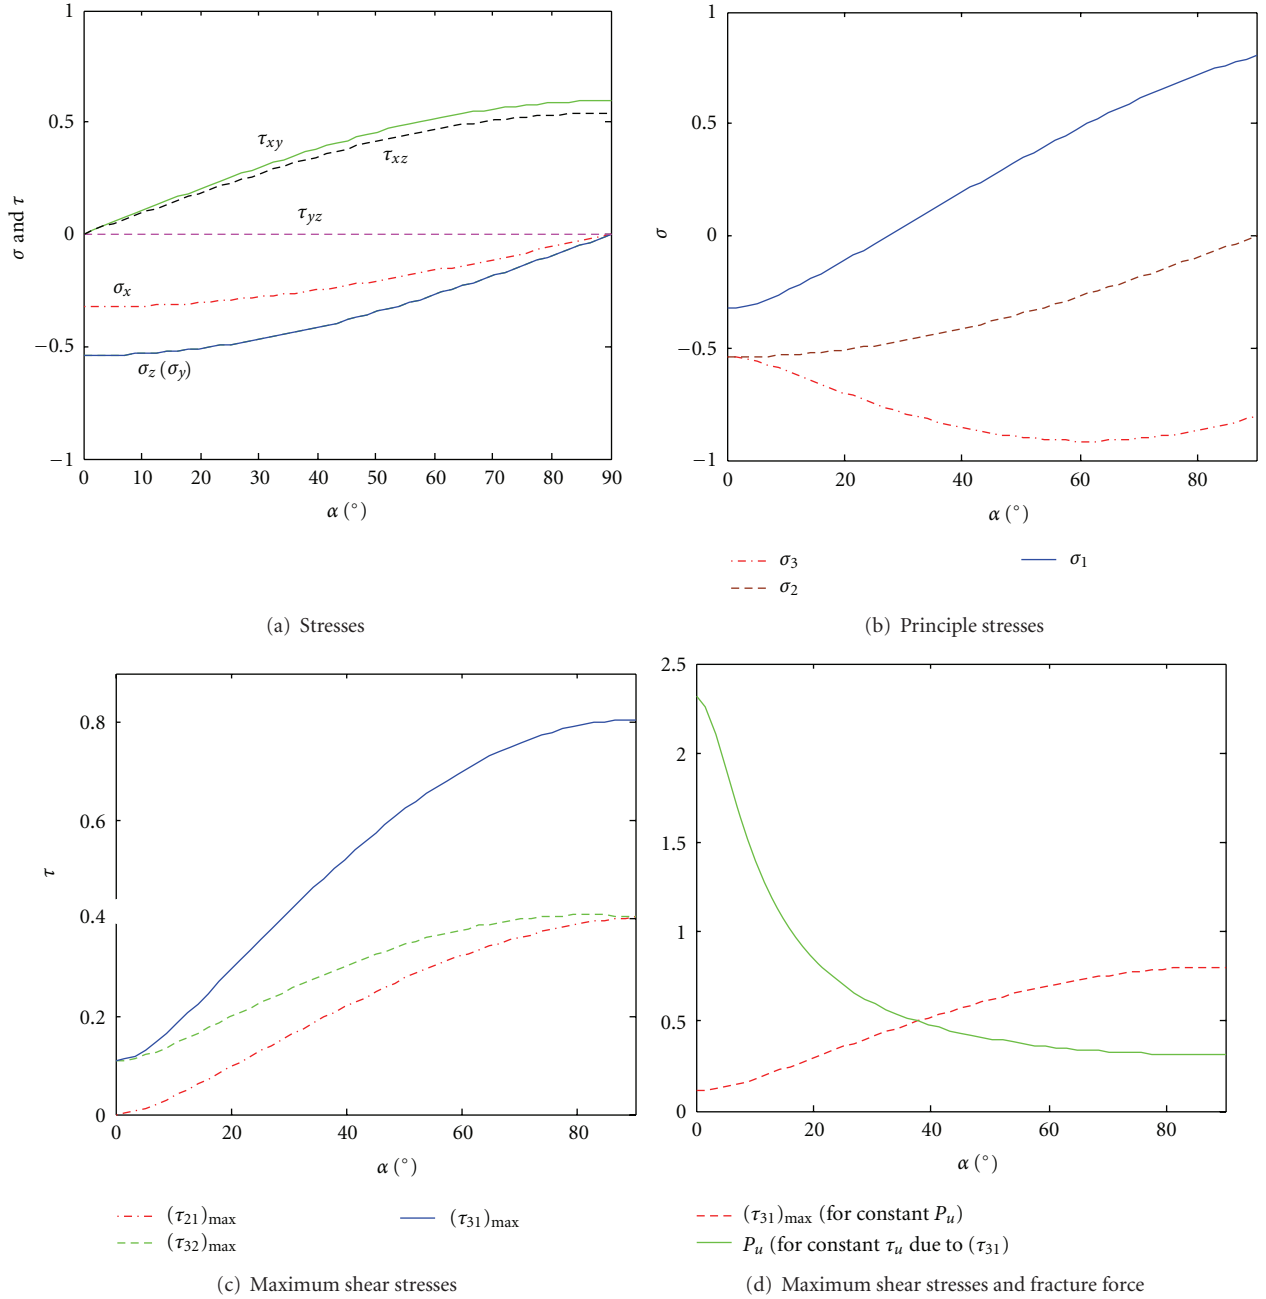 1
0.5
0
−0.5
−1
σ and τ
τxy
τxz
τyz
σx
σz (σy)
0 10 20 30 40 50 60 70 80 90
α (°)
(a) Stresses
1
0.5
0
−0.5
−1
σ
0 20 40 60 80
α (°)
σ3
σ2
σ1
(b) Principle stresses
0.8
0.6
0.4
0.2
0
τ
0 20 40 60 80
α (°)
(τ21)max
(τ32)max
(τ31)max
(c) Maximum shear stresses
2.5
2
1.5
1
0.5
0
0 20 40 60 80
α (°)
(τ31)max (for constant Pu)
Pu (for constant τu due to (τ31)
(d) Maximum shear stresses and fracture force